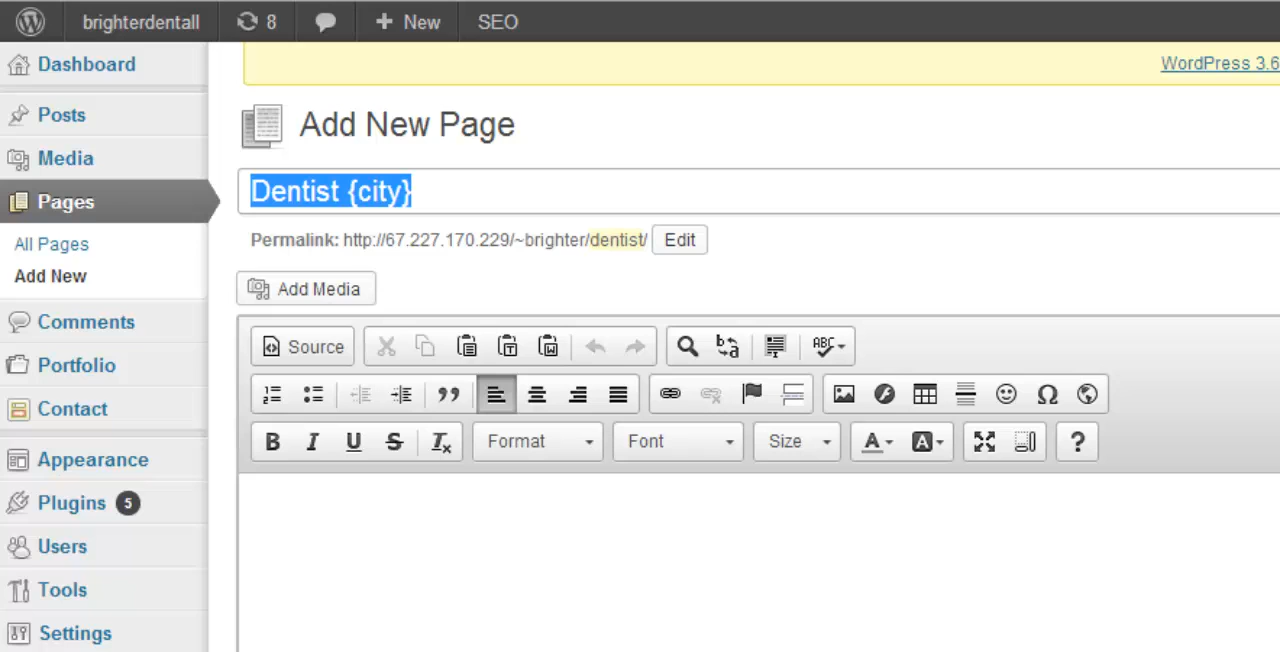 brighterdentall 8 New SEO
Dashboard
WordPress 3.6
Posts
Add New Page
Media
Pages
Dentist {city}
All Pages
Permalink: http://67.227.170.229/~brighter/dentist/ Edit
Add New
Add Media
Comments
Source
ABC
Portfolio
Contact
B I U S Tx Format Font Size A A ?
Appearance
Plugins 5
Users
Tools
Settings